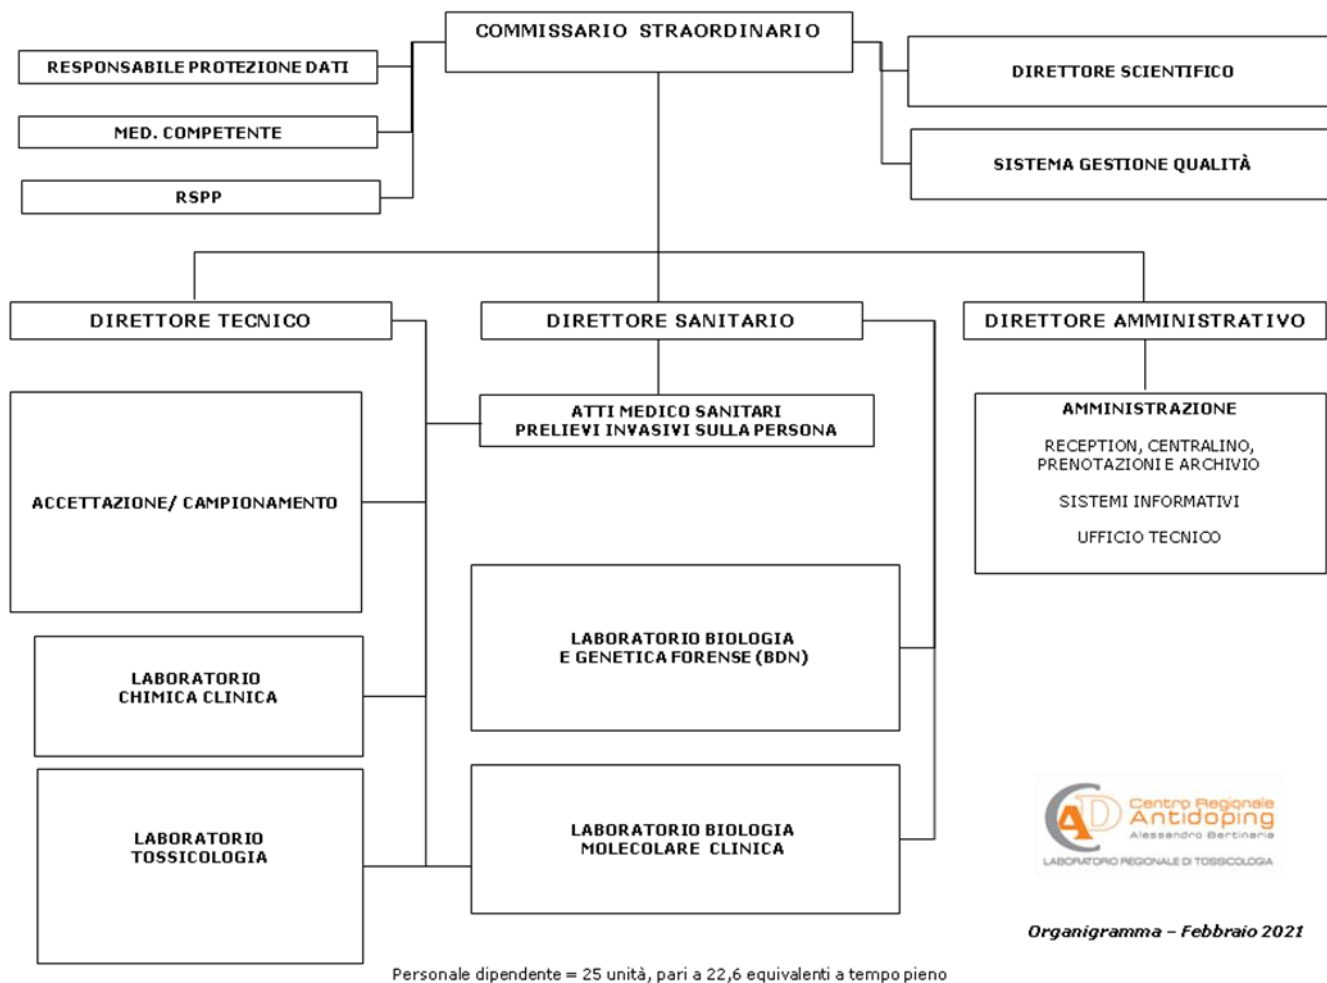 COMMISSARIO STRAORDINARIO
RESPONSABILE PROTEZIONE DATI
MED. COMPETENTE
RSPP
DIRETTORE SCIENTIFICO
SISTEMA GESTIONE QUALITÀ
DIRETTORE TECNICO
DIRETTORE SANITARIO
DIRETTORE AMMINISTRATIVO
ATTI MEDICO SANITARI
PRELIEVI INVASIVI SULLA PERSONA
AMMINISTRAZIONE
RECEPTION, CENTRALINO,
PRENOTAZIONI E ARCHIVIO
SISTEMI INFORMATIVI
UFFICIO TECNICO
ACCETTAZIONE/ CAMPIONAMENTO
LABORATORIO BIOLOGIA
E GENETICA FORENSE (BDN)
LABORATORIO
CHIMICA CLINICA
LABORATORIO
TOSSICOLOGIA
LABORATORIO BIOLOGIA
MOLECOLARE CLINICA
CAD
Centro Regionale
Antidoping
Alessandro Bertinaria
LABORATORIO REGIONALE DI TOSSICOLOGIA
Organigramma – Febbraio 2021
Personale dipendente = 25 unità, pari a 22,6 equivalenti a tempo pieno